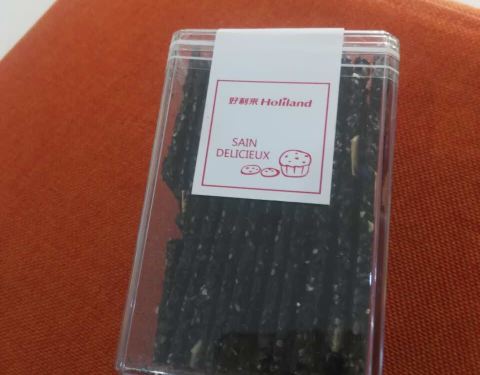 好利来 Holiland
SAIN
DELICIEUX